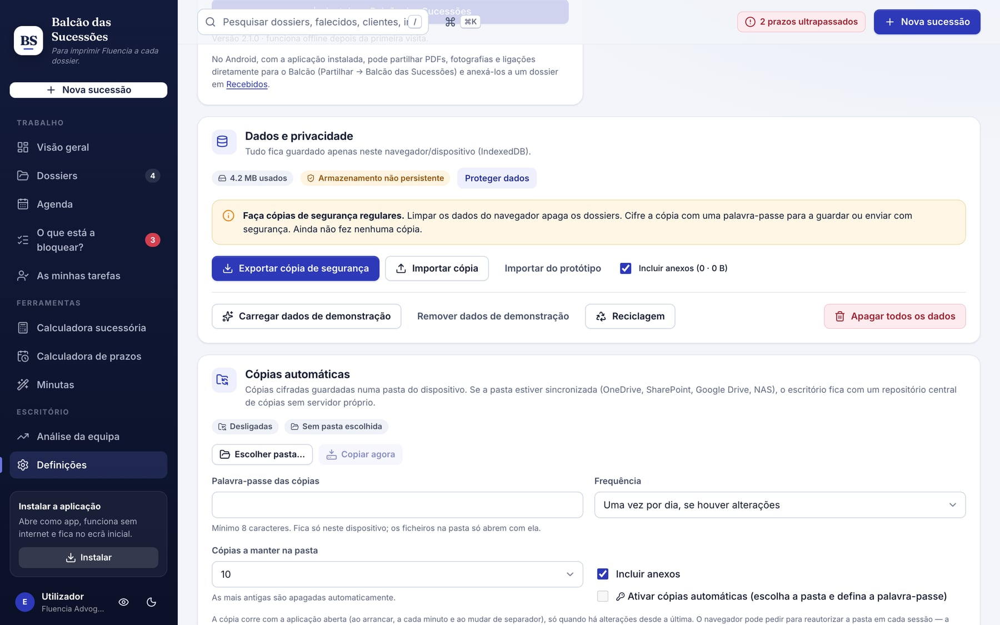 BS
Balcão das
Sucessões
Para imprimir Fluencia a cada
dossier.
Nova sucessão
TRABALHO
Visão geral
Dossiers 4
Agenda
O que está a
bloquear? 3
As minhas tarefas
FERRAMENTAS
Calculadora sucessória
Calculadora de prazos
Minutas
ESCRITÓRIO
Análise da equipa
Definições
Instalar a aplicação
Abre como app, funciona sem
internet e fica no ecrã inicial.
Instalar
E Utilizador
Fluencia Advog...
Pesquisar dossiers, falecidos, clientes, i / ⌘ ⌘K
Sucessões
2 prazos ultrapassados
Nova sucessão
Versão 2.1.0 · funciona offline depois da primeira visita.
No Android, com a aplicação instalada, pode partilhar PDFs, fotografias e ligações
diretamente para o Balcão (Partilhar → Balcão das Sucessões) e anexá-los a um dossier
em Recebidos.
Dados e privacidade
Tudo fica guardado apenas neste navegador/dispositivo (IndexedDB).
4.2 MB usados
Armazenamento não persistente
Proteger dados
Faça cópias de segurança regulares. Limpar os dados do navegador apaga os dossiers. Cifre a cópia com uma palavra-passe para a guardar ou enviar com
segurança. Ainda não fez nenhuma cópia.
Exportar cópia de segurança
Importar cópia
Importar do protótipo
Incluir anexos (0 · 0 B)
Carregar dados de demonstração
Remover dados de demonstração
Reciclagem
Apagar todos os dados
Cópias automáticas
Cópias cifradas guardadas numa pasta do dispositivo. Se a pasta estiver sincronizada (OneDrive, SharePoint, Google Drive, NAS), o escritório fica com um repositório central
de cópias sem servidor próprio.
Desligadas
Sem pasta escolhida
Escolher pasta...
Copiar agora
Palavra-passe das cópias
Mínimo 8 caracteres. Fica só neste dispositivo; os ficheiros na pasta só abrem com ela.
Frequência
Uma vez por dia, se houver alterações
Cópias a manter na pasta
10
As mais antigas são apagadas automaticamente.
Incluir anexos
Ativar cópias automáticas (escolha a pasta e defina a palavra-passe)
A cópia corre com a aplicação aberta (ao arrancar, a cada minuto e ao mudar de separador), só quando há alterações desde a última. O navegador pode pedir para reautorizar a pasta em cada sessão — a